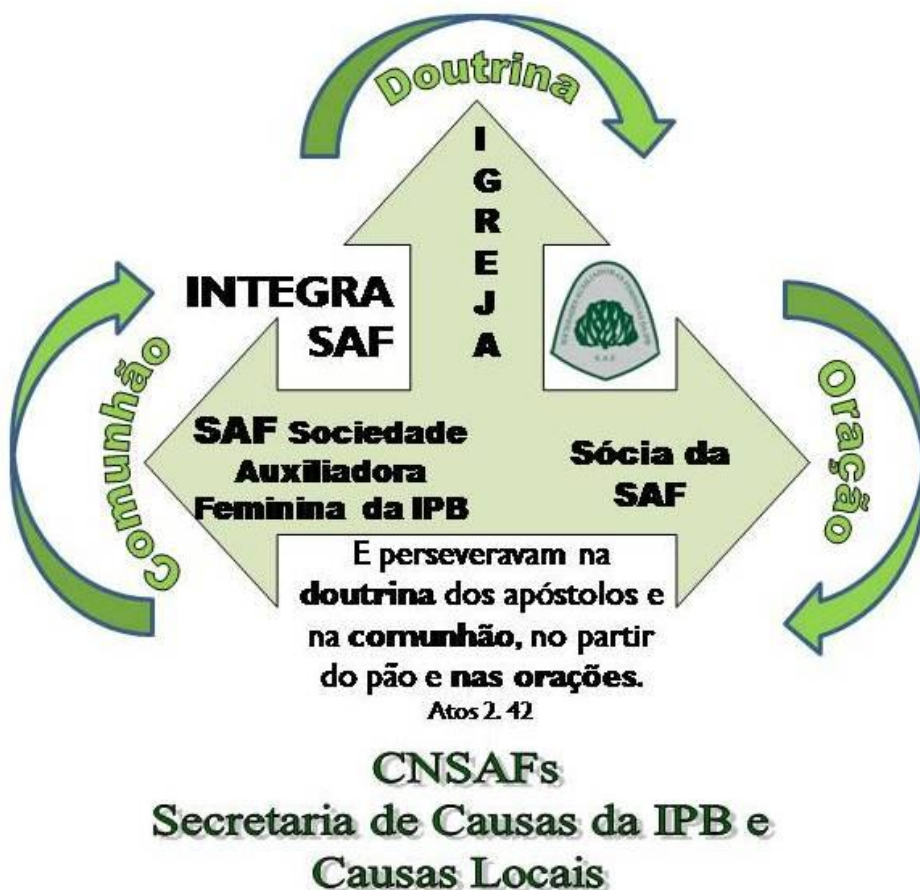 Doutrina
I
G
R
E
J
A
INTEGRA
SAF
Comunhão
Oração
SAF Sociedade
Auxiliadora
Feminina da IPB
Sócia da
SAF
E perseveravam na
doutrina dos apóstolos e
na comunhão, no partir
do pão e nas orações.
Atos 2. 42
CNSAFs
Secretaria de Causas da IPB e
Causas Locais